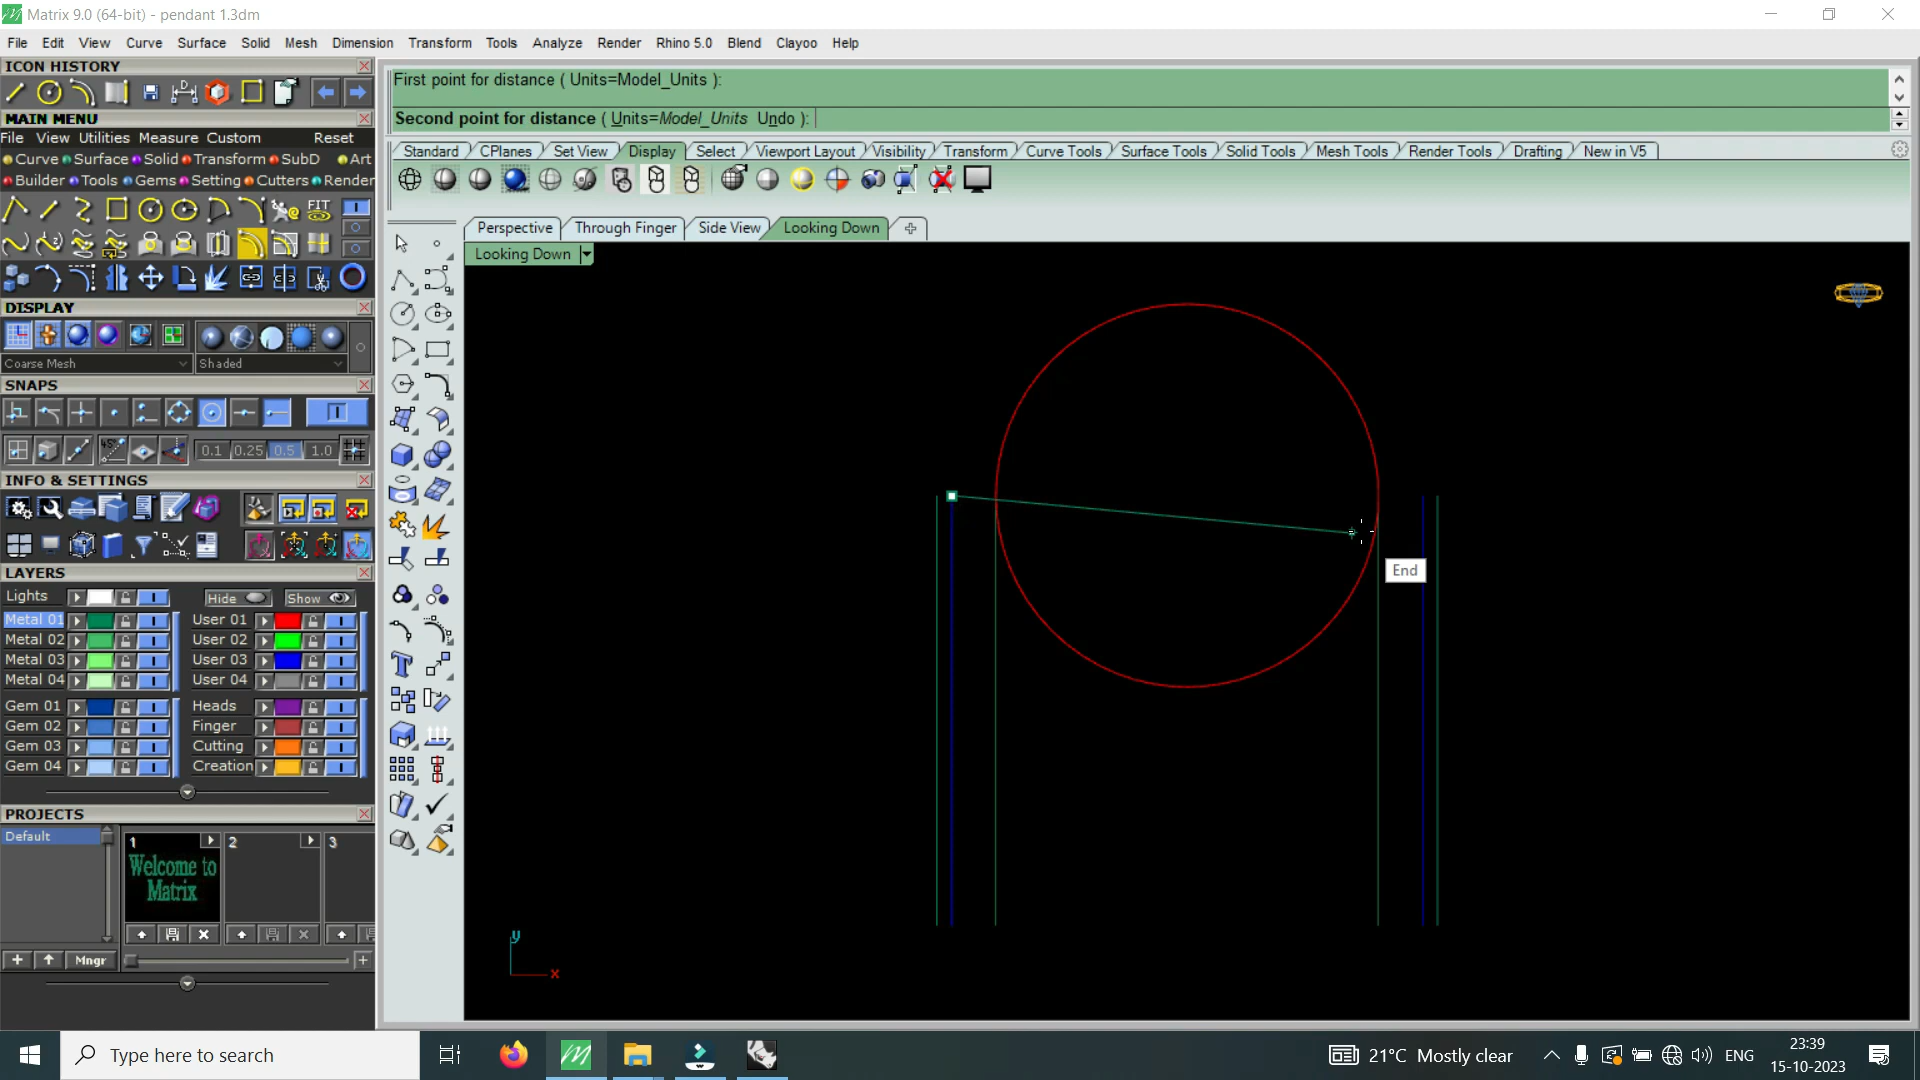 Matrix 9.0 (64-bit) - pendant 1.3dm
File Edit View Curve Surface Solid Mesh Dimension Transform Tools Analyze Render Rhino 5.0 Blend Clayoo Help
ICON HISTORY
First point for distance ( Units=Model_Units ):
Second point for distance ( Units=Model_Units Undo ):
MAIN MENU
File View Utilities Measure Custom Reset
Curve Surface Solid Transform SubD Art
Builder Tools Gems Setting Cutters Render
Standard CPlanes Set View Display Select Viewport Layout Visibility Transform Curve Tools Surface Tools Solid Tools Mesh Tools Render Tools Drafting New in V5
FIT
Perspective Through Finger Side View Looking Down
Looking Down
DISPLAY
Coarse Mesh Shaded
SNAPS
0.1 0.25 0.5 1.0
INFO & SETTINGS
End
LAYERS
Lights Hide Show
Metal 01 User 01
Metal 02 User 02
Metal 03 User 03
Metal 04 User 04
Gem 01 Heads
Gem 02 Finger
Gem 03 Cutting
Gem 04 Creation
PROJECTS
Default 1 2 3
Welcome to
Matrix
Mngr
y
x
Type here to search
21°C Mostly clear ENG 23:39
15-10-2023